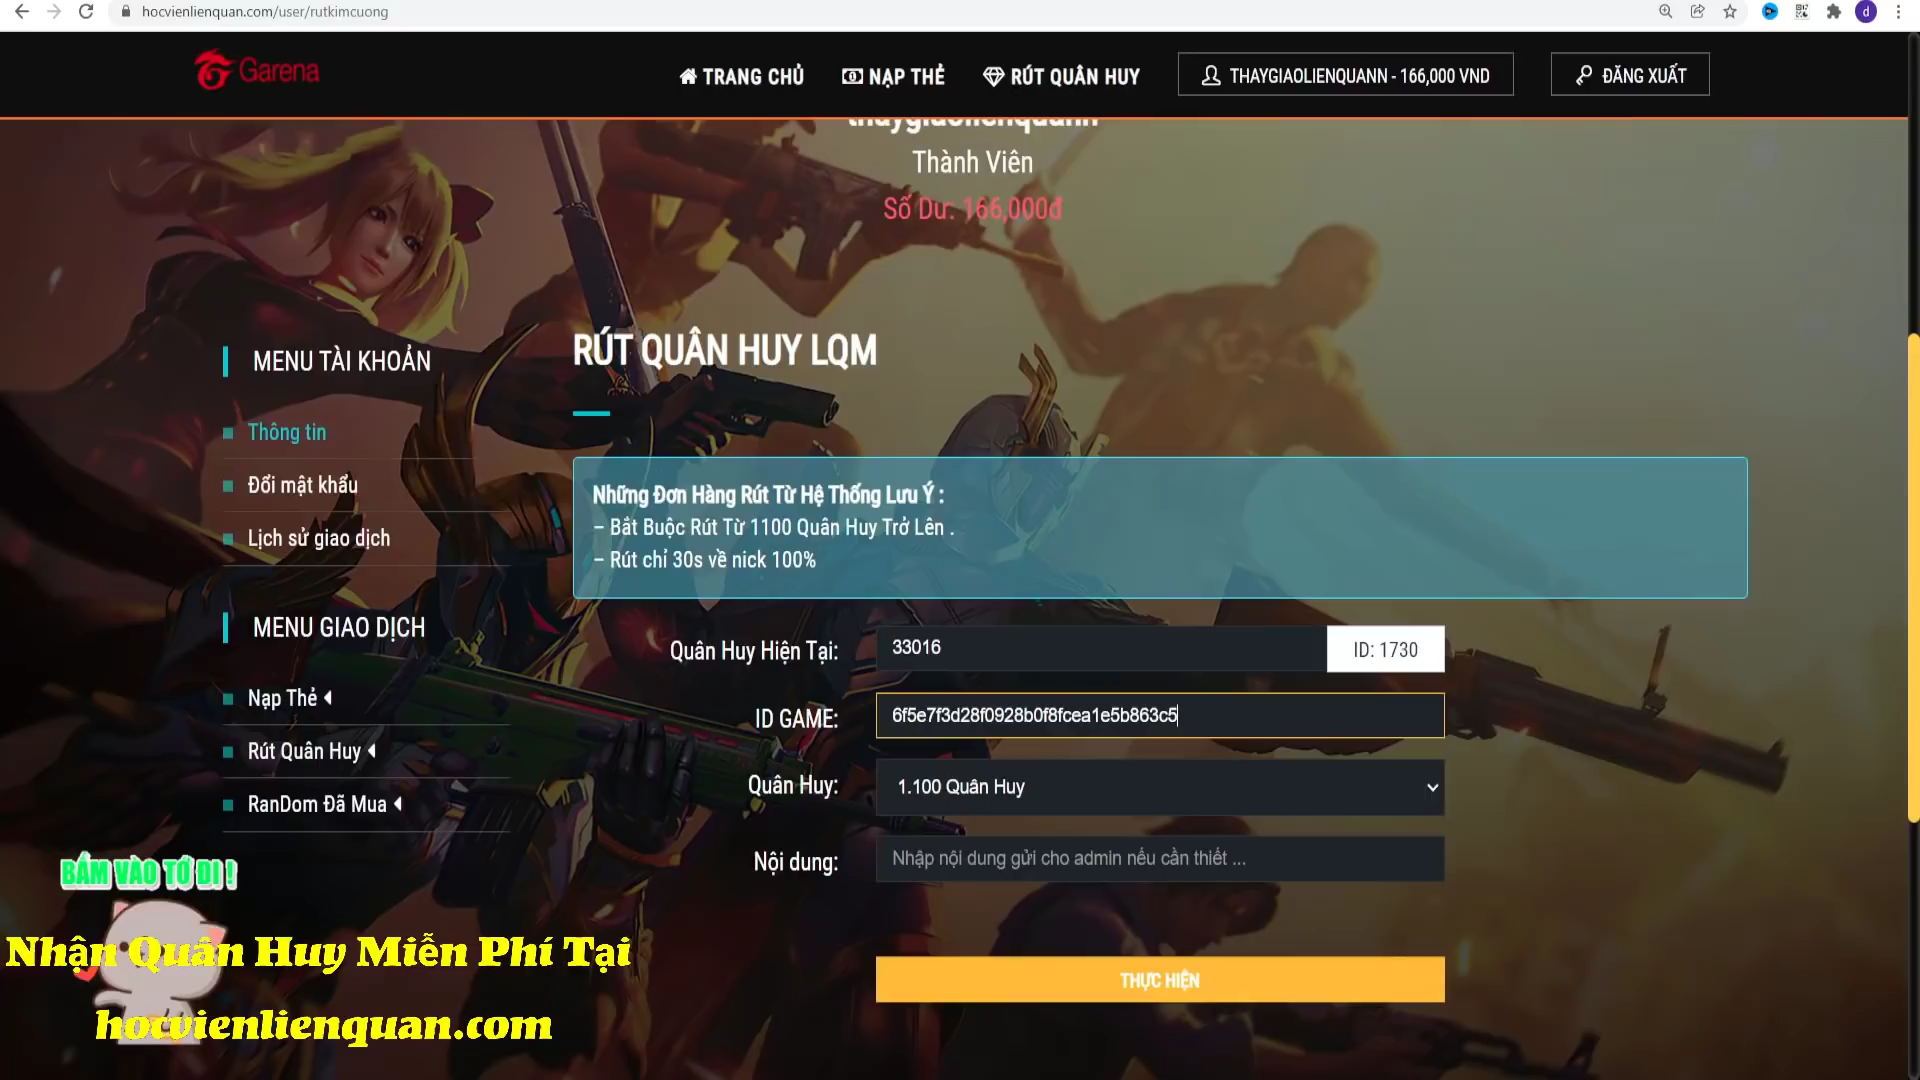 hocvienlienquan.com/user/rutkimcuong
d
Garena
TRANG CHỦ
NẠP THẺ
RÚT QUÂN HUY
THAYGIAOLIENQUANN - 166,000 VND
ĐĂNG XUẤT
thaygiaolienquann
Thành Viên
Số Dư: 166,000đ
MENU TÀI KHOẢN
Thông tin
Đổi mật khẩu
Lịch sử giao dịch
MENU GIAO DỊCH
Nạp Thẻ
Rút Quân Huy
RanDom Đã Mua
RÚT QUÂN HUY LQM
Những Đơn Hàng Rút Từ Hệ Thống Lưu Ý :
– Bắt Buộc Rút Từ 1100 Quân Huy Trở Lên .
– Rút chỉ 30s về nick 100%
Quân Huy Hiện Tại: 33016 ID: 1730
ID GAME: 6f5e7f3d28f0928b0f8fcea1e5b863c5
Quân Huy: 1.100 Quân Huy
Nội dung: Nhập nội dung gửi cho admin nếu cần thiết ...
THỰC HIỆN
BẤM VÀO TỚ ĐI !
Nhận Quân Huy Miễn Phí Tại
hocvienlienquan.com